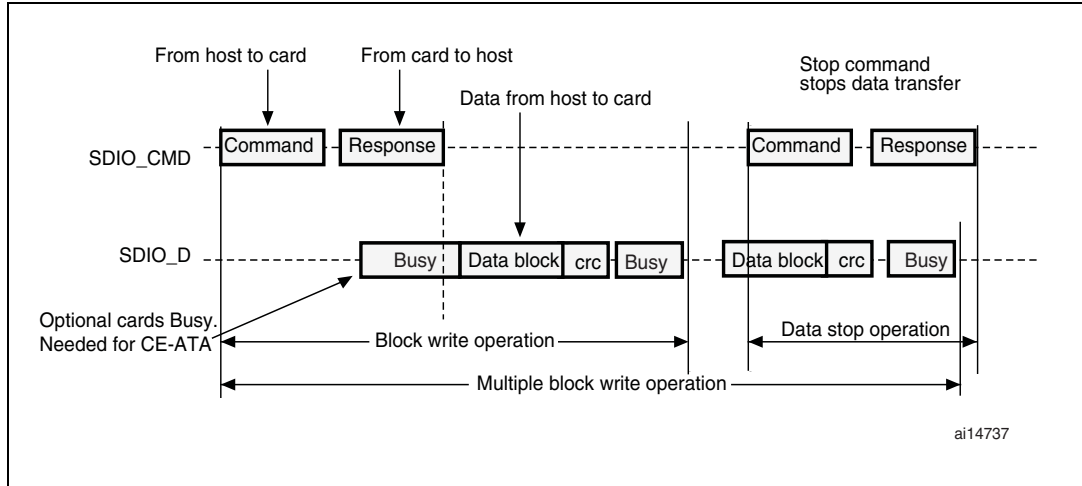 From host to card
From card to host
Stop command
stops data transfer
Data from host to card
SDIO_CMD
Command
Response
Command
Response
SDIO_D
Busy
Data block
crc
Busy
Data block
crc
Busy
Optional cards Busy.
Needed for CE-ATA
Block write operation
Data stop operation
Multiple block write operation
ai14737